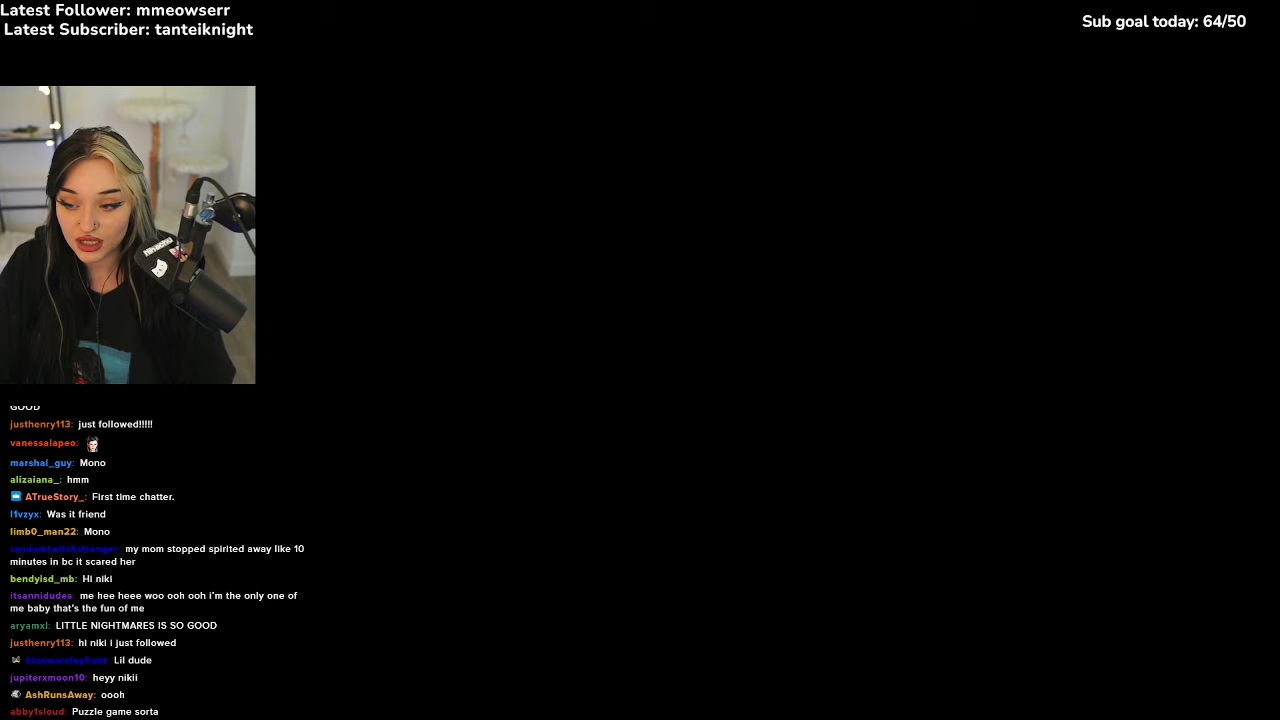 Latest Follower: mmeowserr
Latest Subscriber: tanteiknight
Sub goal today: 64/50
GOOD
justhenry113: just followed!!!!!
vanessalapeo:
marshal_guy: Mono
alizaiana_: hmm
ATrueStory_: First time chatter.
l1vzyx: Was it friend
limb0_man22: Mono
my mom stopped spirited away like 10
minutes in bc it scared her
bendyisd_mb: Hi niki
itsannidudes: me hee heee woo ooh ooh i'm the only one of
me baby that's the fun of me
aryamxl: LITTLE NIGHTMARES IS SO GOOD
justhenry113: hi niki i just followed
Lil dude
jupiterxmoon10: heyy nikii
AshRunsAway: oooh
abby1sloud: Puzzle game sorta